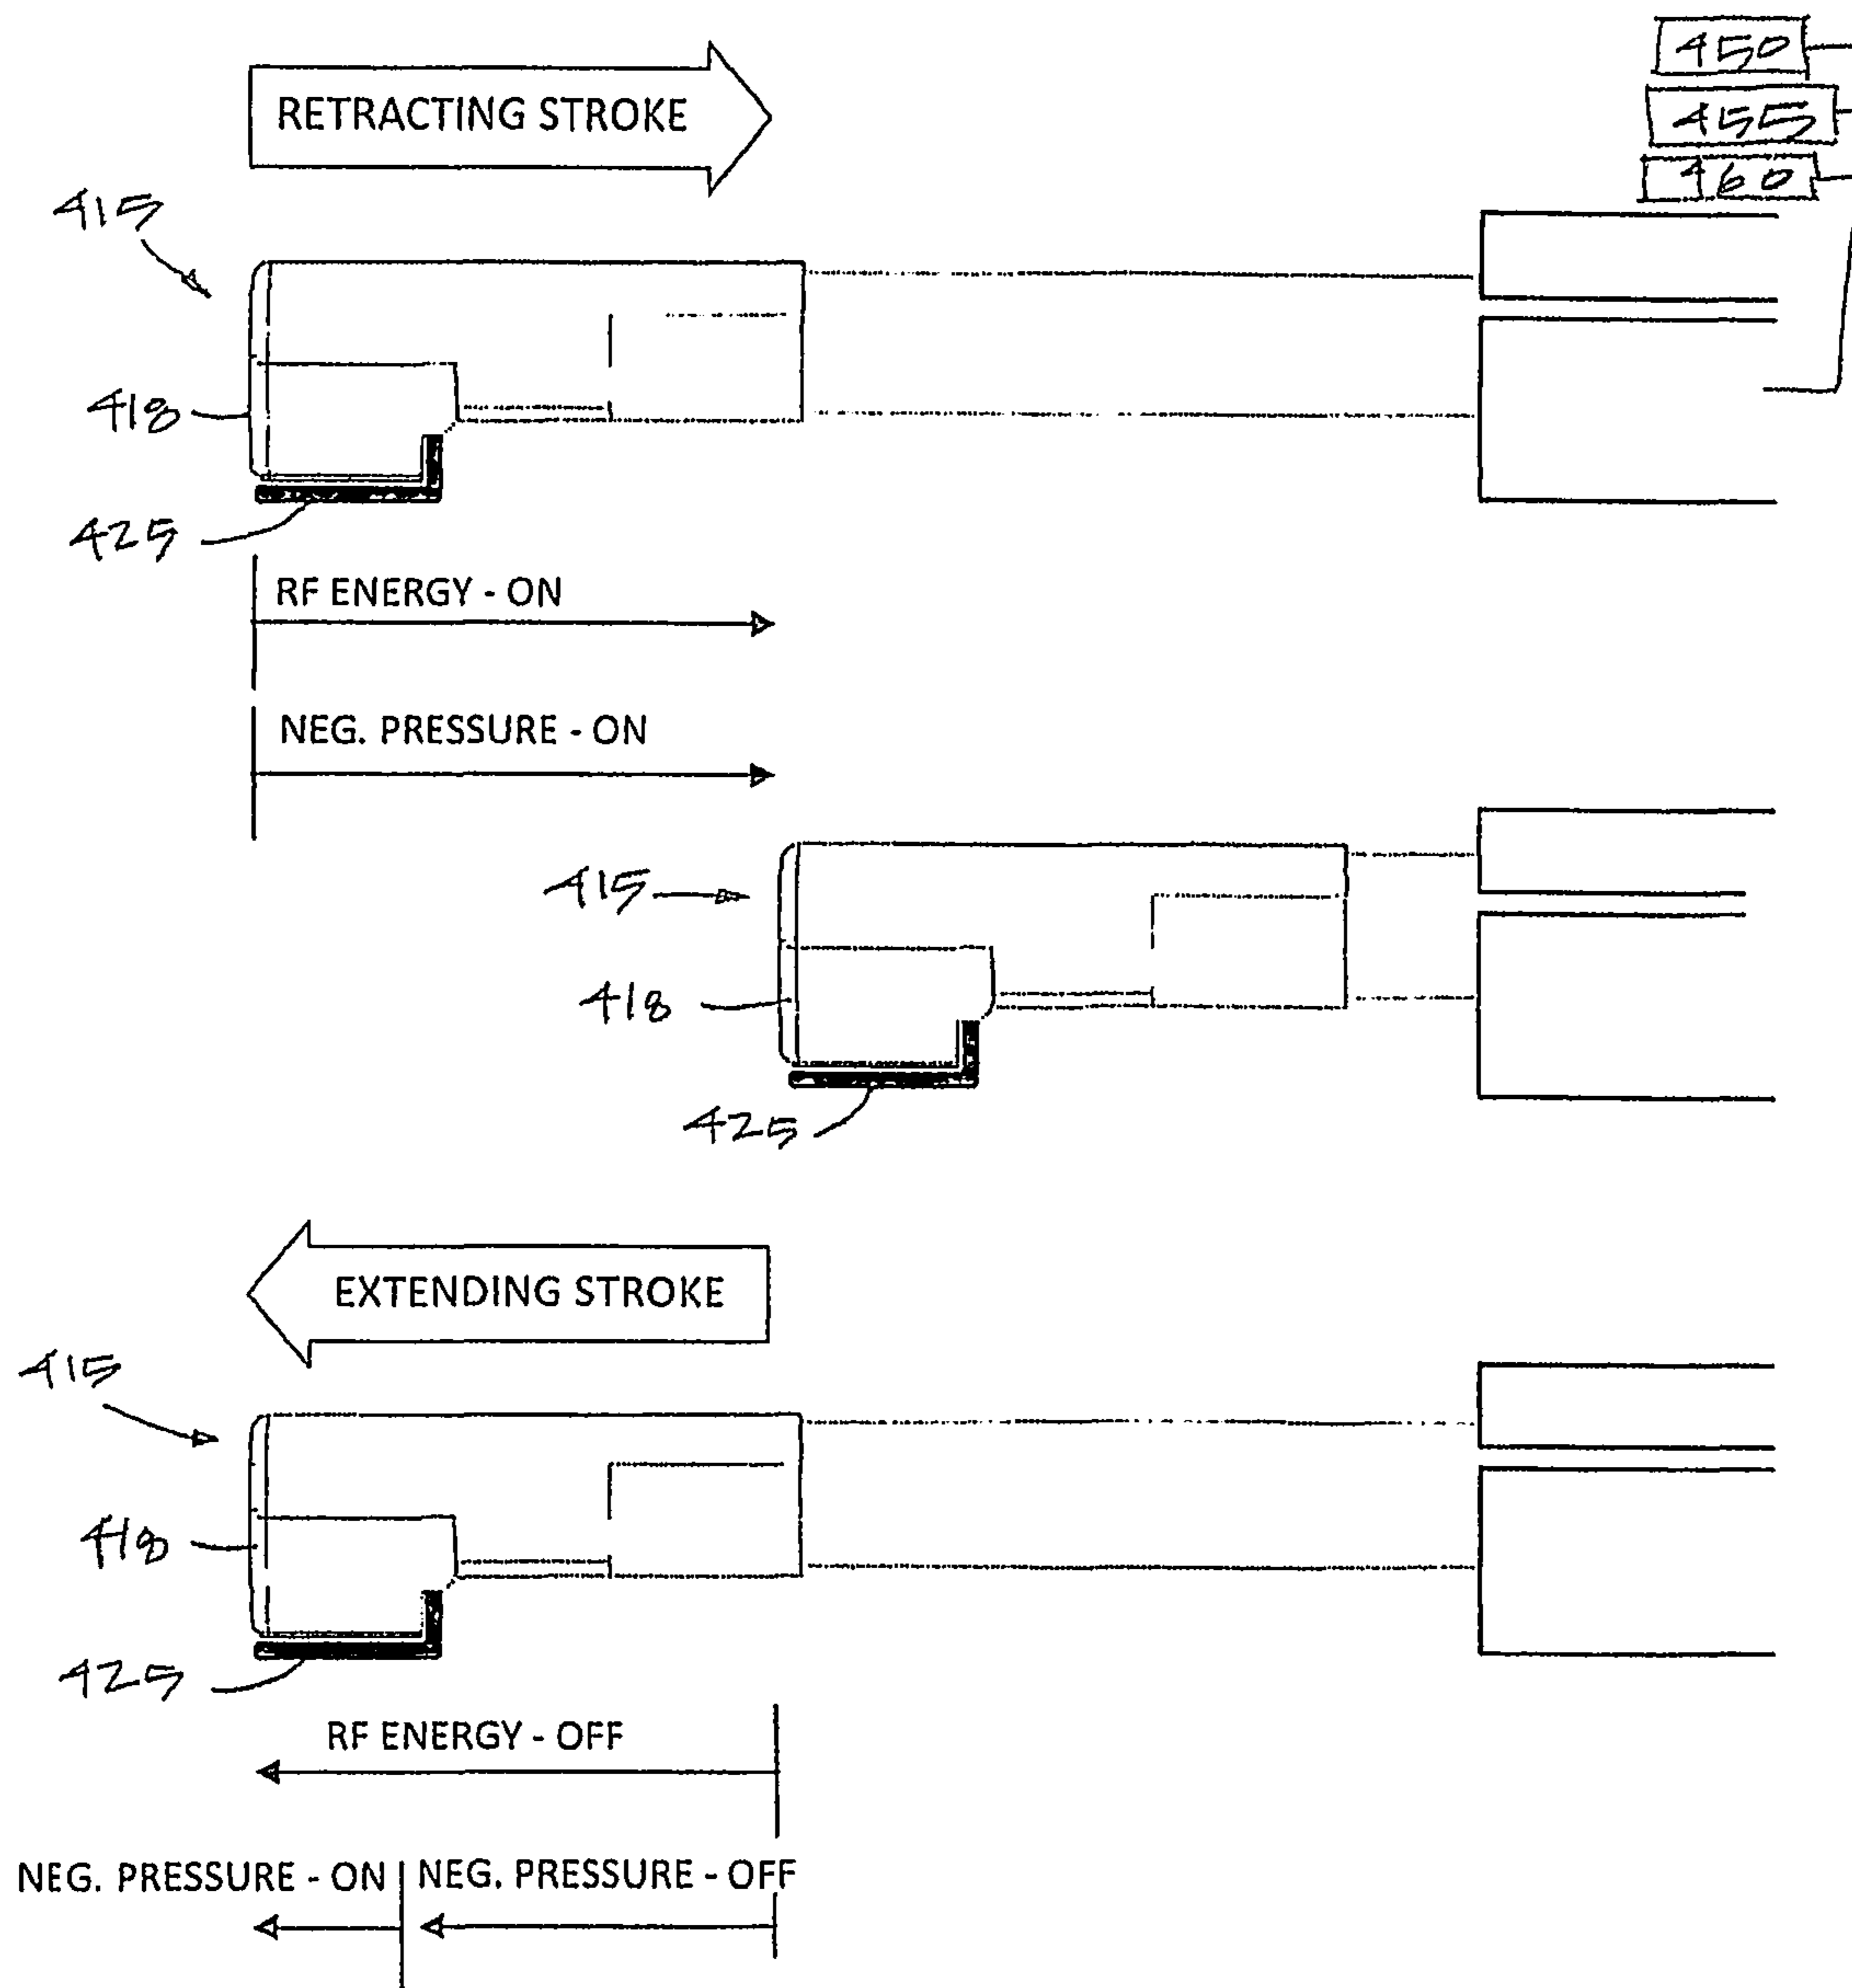 450
RETRACTING STROKE
455
460
415
418
425
RF ENERGY - ON
NEG. PRESSURE - ON
415
418
425
EXTENDING STROKE
415
418
425
RF ENERGY - OFF
NEG. PRESSURE - ON
NEG. PRESSURE - OFF